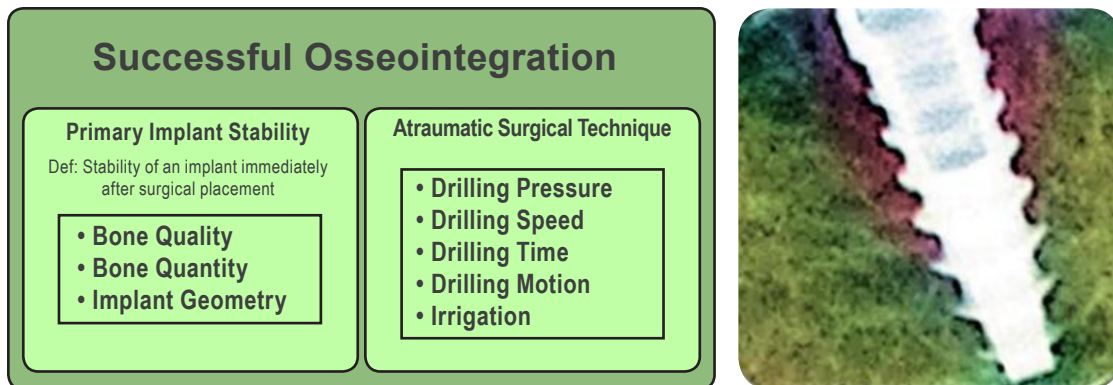 Successful Osseointegration
Primary Implant Stability
Def: Stability of an implant immediately
after surgical placement
• Bone Quality
• Bone Quantity
• Implant Geometry
Atraumatic Surgical Technique
• Drilling Pressure
• Drilling Speed
• Drilling Time
• Drilling Motion
• Irrigation